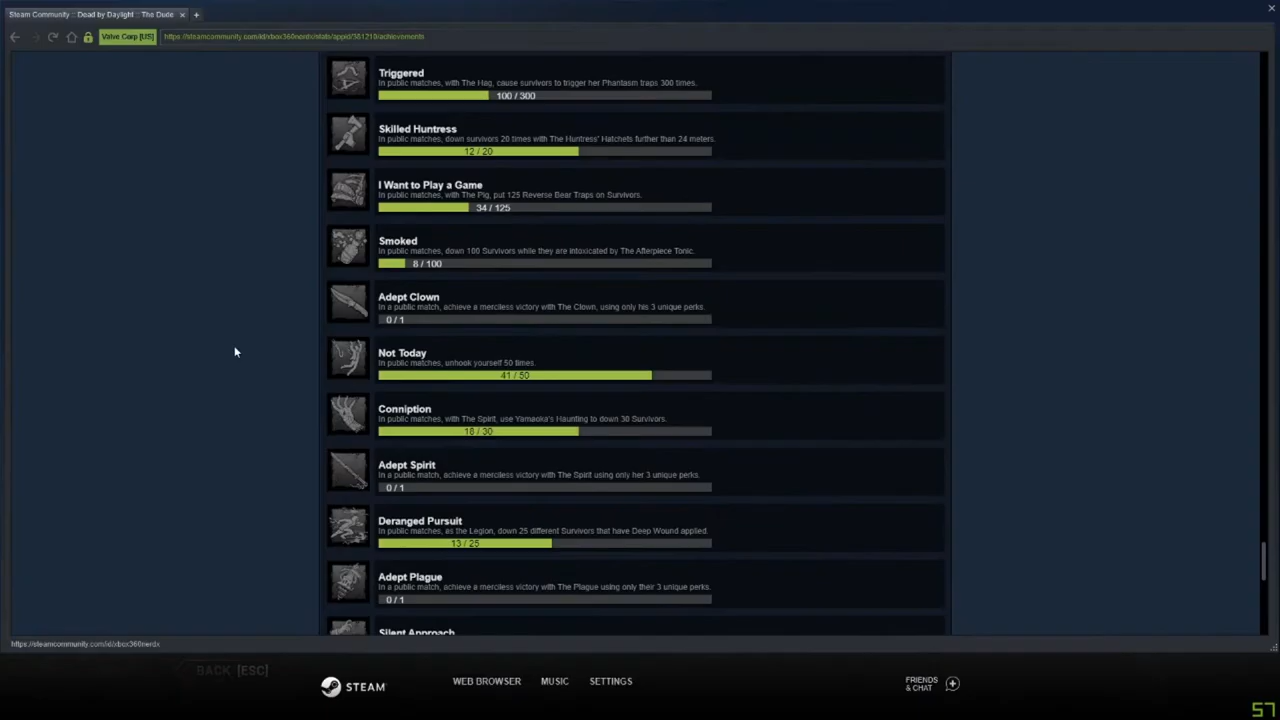 Steam Community :: Dead by Daylight :: The Dude
Valve Corp [US]
https://steamcommunity.com/id/xbox360nerdx/stats/appid/381210/achievements
Triggered
In public matches, with The Hag, cause survivors to trigger her Phantasm traps 300 times.
100 / 300
Skilled Huntress
In public matches, down survivors 20 times with The Huntress' Hatchets further than 24 meters.
12 / 20
I Want to Play a Game
In public matches, with The Pig, put 125 Reverse Bear Traps on Survivors.
34 / 125
Smoked
In public matches, down 100 Survivors while they are intoxicated by The Afterpiece Tonic.
8 / 100
Adept Clown
In a public match, achieve a merciless victory with The Clown, using only his 3 unique perks.
0 / 1
Not Today
In public matches, unhook yourself 50 times.
41 / 50
Conniption
In public matches, with The Spirit, use Yamaoka's Haunting to down 30 Survivors.
18 / 30
Adept Spirit
In a public match, achieve a merciless victory with The Spirit using only her 3 unique perks.
0 / 1
Deranged Pursuit
In public matches, as the Legion, down 25 different Survivors that have Deep Wound applied.
13 / 25
Adept Plague
In a public match, achieve a merciless victory with The Plague using only their 3 unique perks.
0 / 1
Silent Approach
https://steamcommunity.com/id/xbox360nerdx
BACK [ESC]
STEAM
WEB BROWSER
MUSIC
SETTINGS
FRIENDS
& CHAT
57